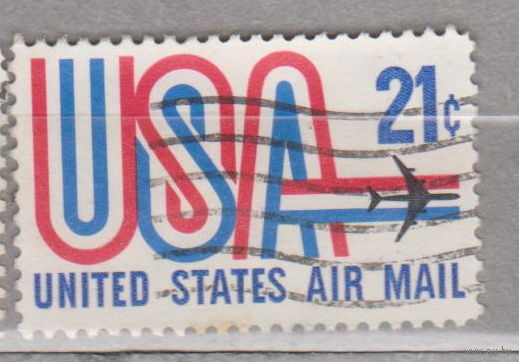 USA
21¢
UNITED STATES AIR MAIL